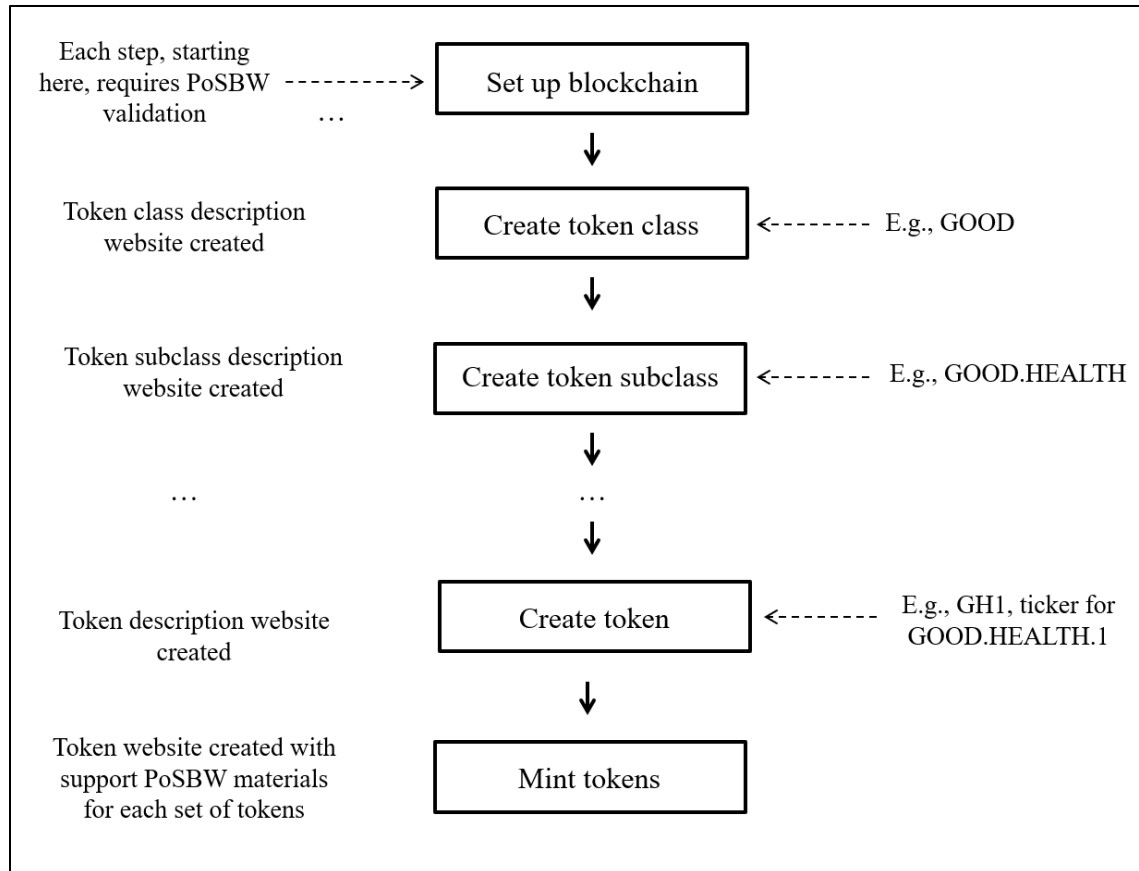 Each step, starting
here, requires PoSBW
validation
…
Set up blockchain
Token class description
website created
Create token class
E.g., GOOD
Token subclass description
website created
Create token subclass
E.g., GOOD.HEALTH
…
…
Token description website
created
Create token
E.g., GH1, ticker for
GOOD.HEALTH.1
Token website created with
support PoSBW materials
for each set of tokens
Mint tokens